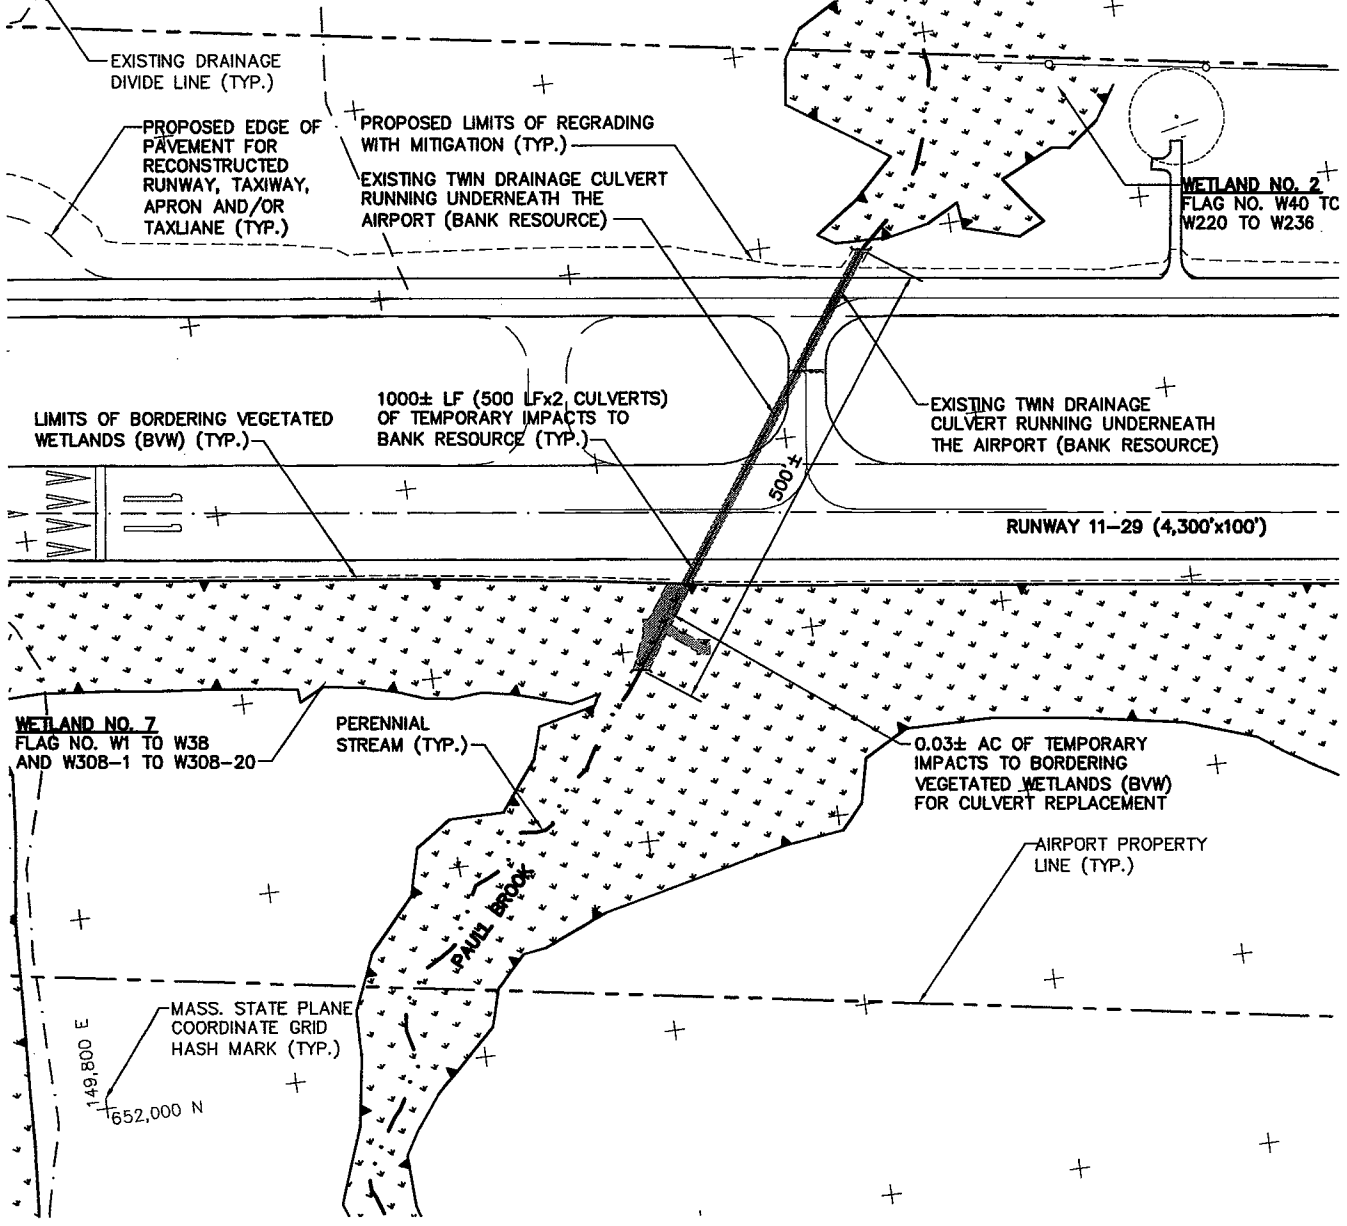 EXISTING DRAINAGE
DIVIDE LINE (TYP.)
PROPOSED EDGE OF
PAVEMENT FOR
RECONSTRUCTED
RUNWAY, TAXIWAY,
APRON AND/OR
TAXLIANE (TYP.)
PROPOSED LIMITS OF REGRADING
WITH MITIGATION (TYP.)
EXISTING TWIN DRAINAGE CULVERT
RUNNING UNDERNEATH THE
AIRPORT (BANK RESOURCE)
WETLAND NO. 2
FLAG NO. W40 TO
W220 TO W236
LIMITS OF BORDERING VEGETATED
WETLANDS (BVW) (TYP.)
1000± LF (500 LFx2 CULVERTS)
OF TEMPORARY IMPACTS TO
BANK RESOURCE (TYP.)
EXISTING TWIN DRAINAGE
CULVERT RUNNING UNDERNEATH
THE AIRPORT (BANK RESOURCE)
500'±
11
RUNWAY 11-29 (4,300'x100')
WETLAND NO. 7
FLAG NO. W1 TO W38
AND W308-1 TO W308-20
PERENNIAL
STREAM (TYP.)
0.03± AC OF TEMPORARY
IMPACTS TO BORDERING
VEGETATED WETLANDS (BVW)
FOR CULVERT REPLACEMENT
AIRPORT PROPERTY
LINE (TYP.)
PAULL BROOK
MASS. STATE PLANE
COORDINATE GRID
HASH MARK (TYP.)
149,800 E
652,000 N